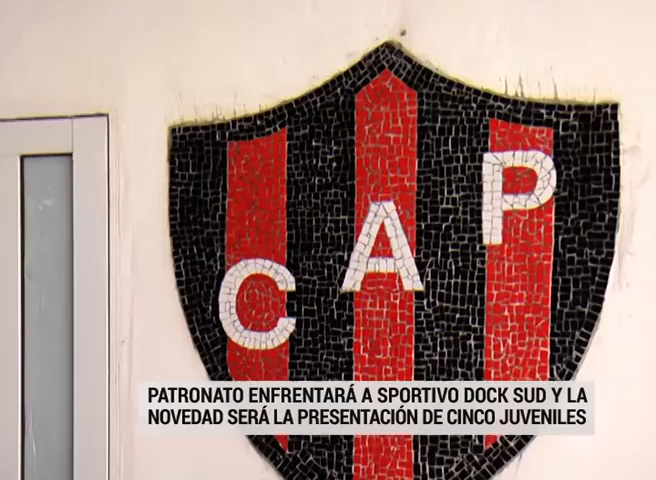 CAP
PATRONATO ENFRENTARÁ A SPORTIVO DOCK SUD Y LA
NOVEDAD SERÁ LA PRESENTACIÓN DE CINCO JUVENILES